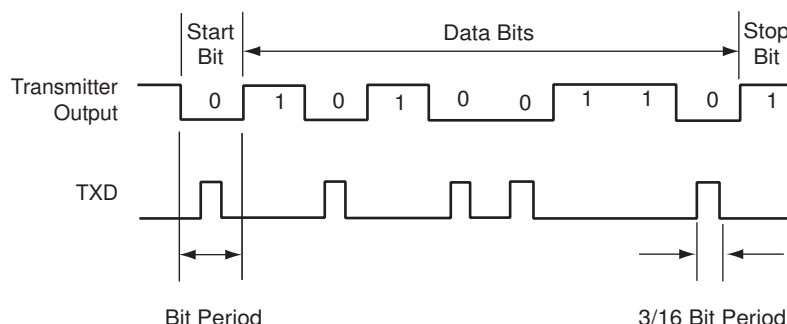 Start Bit
Data Bits
Stop Bit
Transmitter Output
0 1 0 1 0 0 1 1 0 1
TXD
Bit Period
3/16 Bit Period